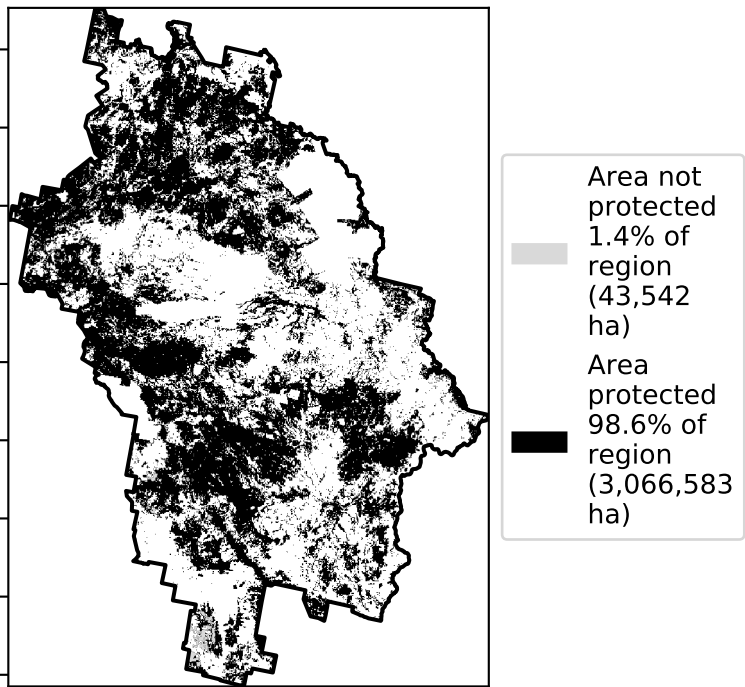 Area not
protected
1.4% of
region
(43,542
ha)
Area
protected
98.6% of
region
(3,066,583
ha)